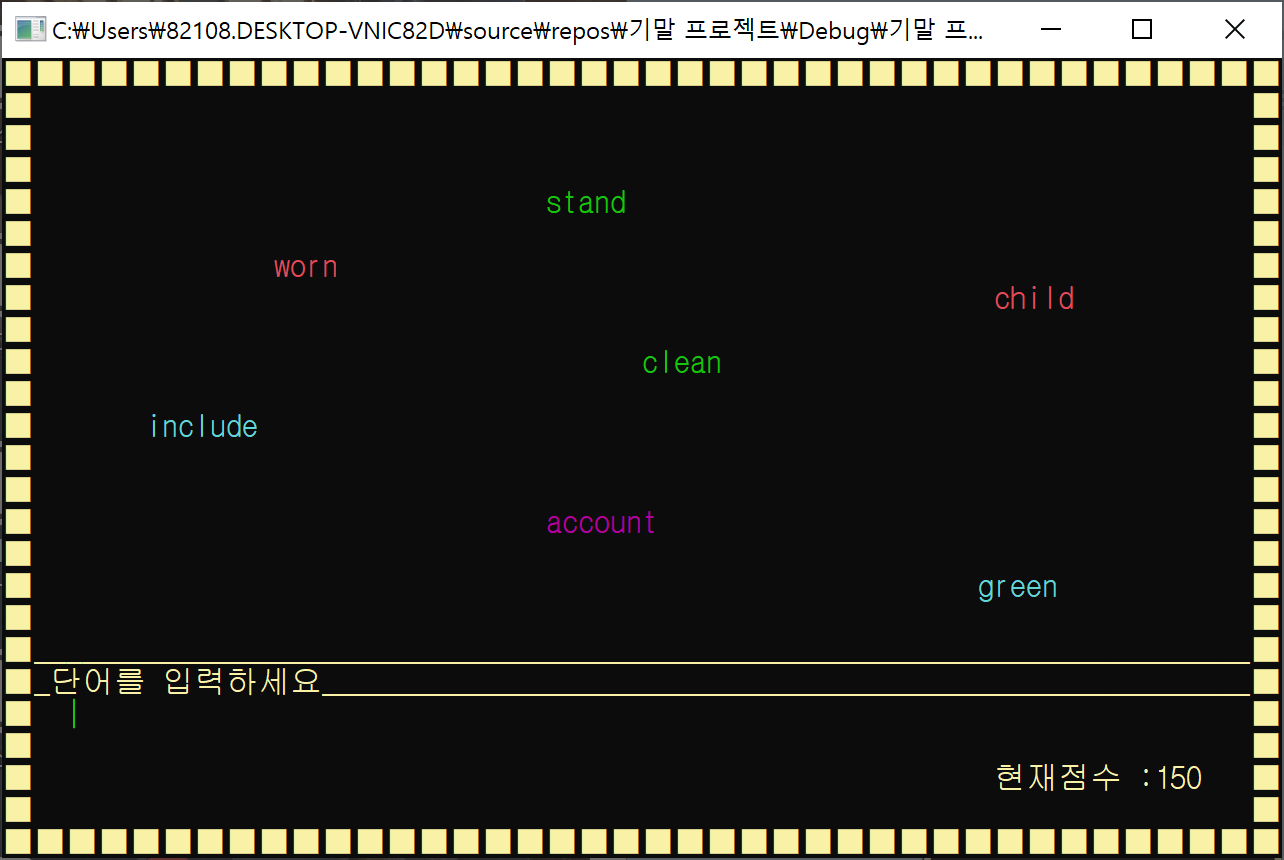 C:\Users\82108.DESKTOP-VNIC82D\source\repos\기말 프로젝트\Debug\기말 프...
stand
worn
child
clean
include
account
green
_단어를 입력하세요_
현재점수 :150